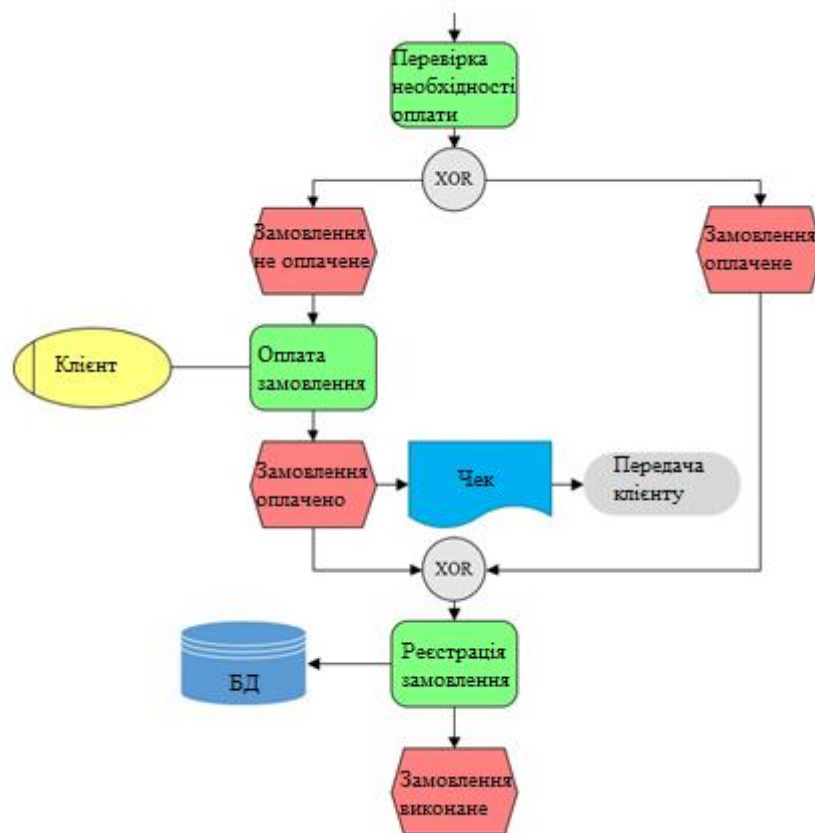 Перевірка
необхідності
оплати
XOR
Замовлення
не оплачене
Замовлення
оплачене
Клієнт
Оплата
замовлення
Замовлення
оплачено
Чек
Передача
клієнту
XOR
БД
Реєстрація
замовлення
Замовлення
виконане